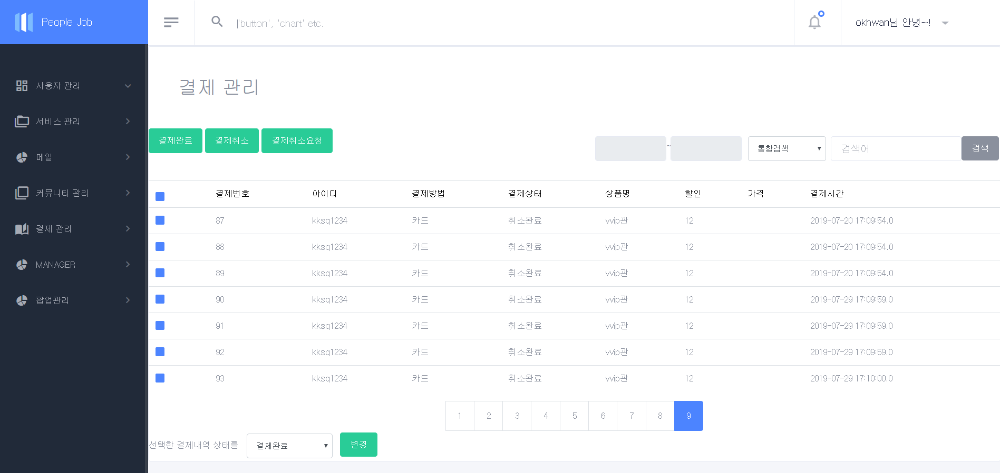 People Job
'button', 'chart' etc.
okhwan님 안녕~!
사용자 관리
서비스 관리
메일
커뮤니티 관리
결제 관리
MANAGER
팝업관리
결제 관리
결제완료 결제취소 결제취소요청
~ 통합검색 검색어 검색
결제번호 아이디 결제방법 결제상태 상품명 할인 가격 결제시간
87 kksq1234 카드 취소완료 vvip관 12 2019-07-20 17:09:54.0
88 kksq1234 카드 취소완료 vvip관 12 2019-07-20 17:09:54.0
89 kksq1234 카드 취소완료 vvip관 12 2019-07-20 17:09:54.0
90 kksq1234 카드 취소완료 vvip관 12 2019-07-29 17:09:59.0
91 kksq1234 카드 취소완료 vvip관 12 2019-07-29 17:09:59.0
92 kksq1234 카드 취소완료 vvip관 12 2019-07-29 17:09:59.0
93 kksq1234 카드 취소완료 vvip관 12 2019-07-29 17:10:00.0
1 2 3 4 5 6 7 8 9
선택한 결제내역 상태를 결제완료 변경